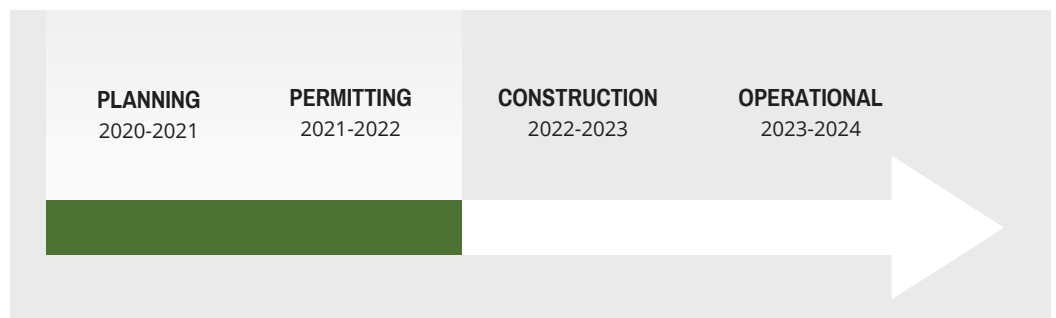 PLANNING
2020-2021
PERMITTING
2021-2022
CONSTRUCTION
2022-2023
OPERATIONAL
2023-2024